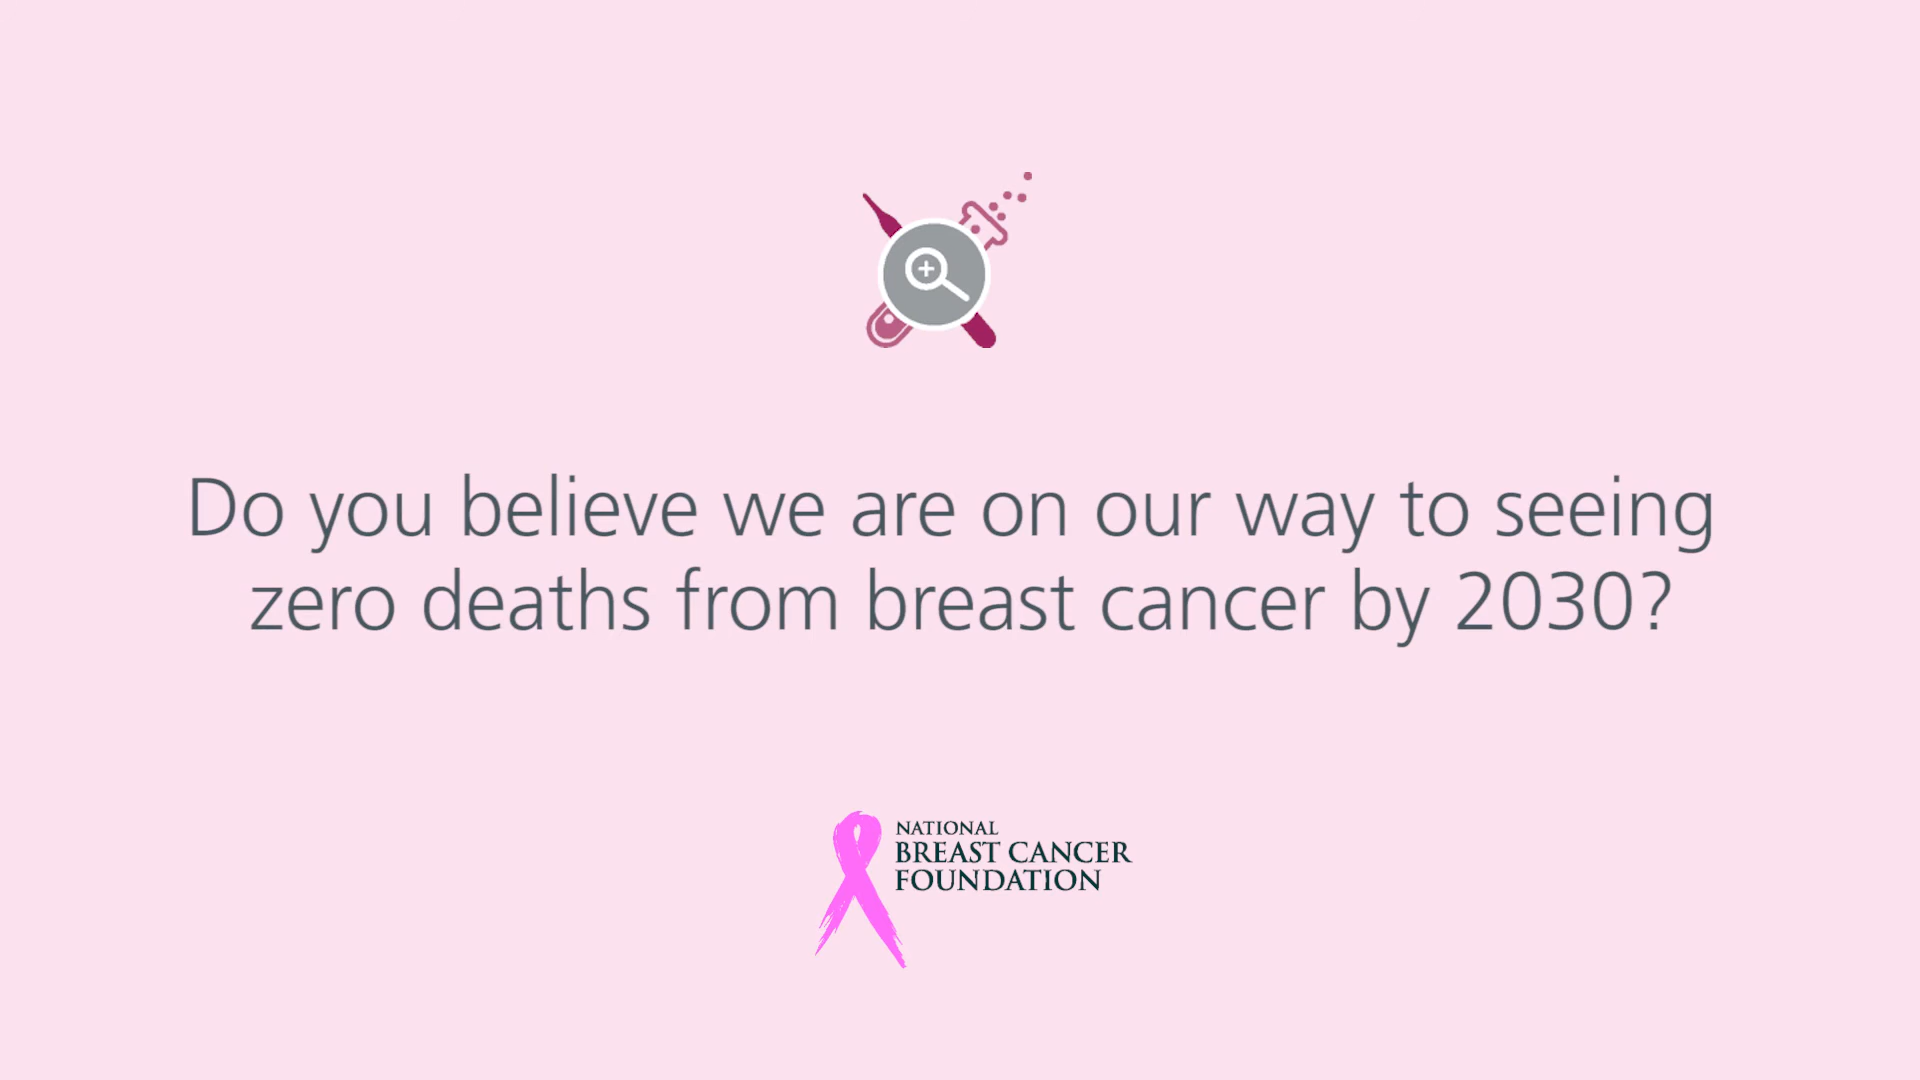 Do you believe we are on our way to seeing
zero deaths from breast cancer by 2030?
NATIONAL
BREAST CANCER
FOUNDATION